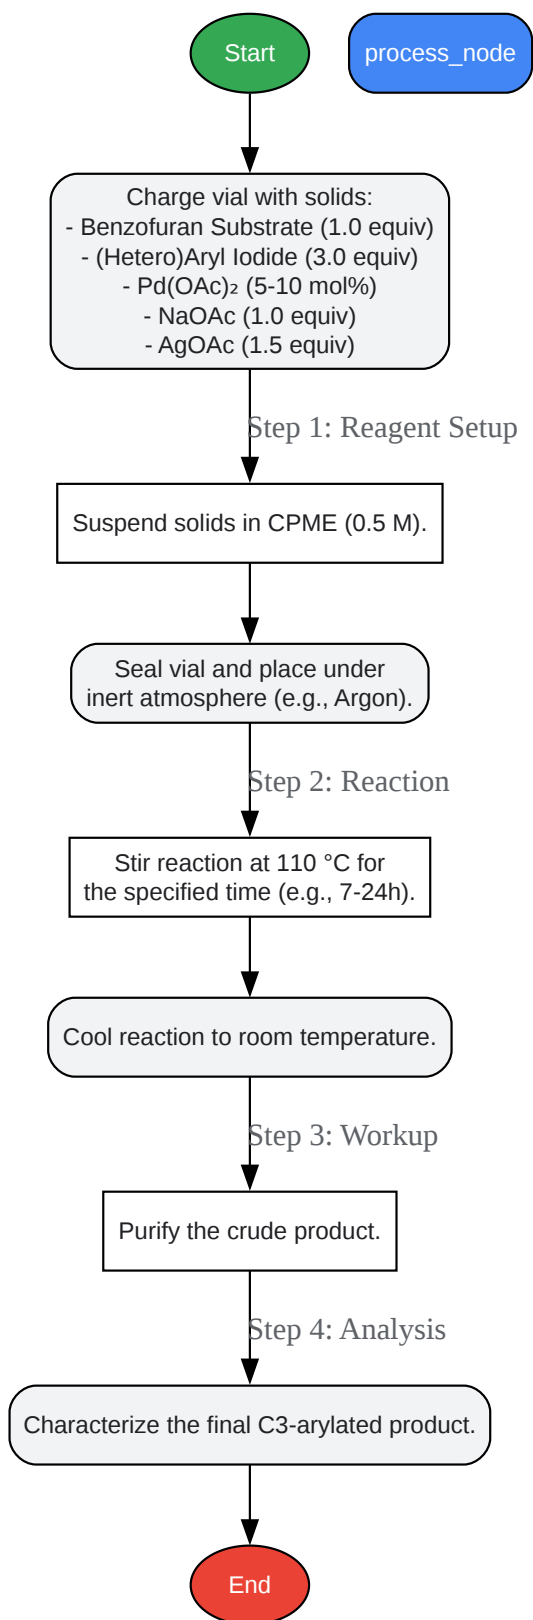 Start
process_node
Charge vial with solids:
- Benzofuran Substrate (1.0 equiv)
- (Hetero)Aryl Iodide (3.0 equiv)
- Pd(OAc)₂ (5-10 mol%)
- NaOAc (1.0 equiv)
- AgOAc (1.5 equiv)
Step 1: Reagent Setup
Suspend solids in CPME (0.5 M).
Seal vial and place under
inert atmosphere (e.g., Argon).
Step 2: Reaction
Stir reaction at 110 °C for
the specified time (e.g., 7-24h).
Cool reaction to room temperature.
Step 3: Workup
Purify the crude product.
Step 4: Analysis
Characterize the final C3-arylated product.
End